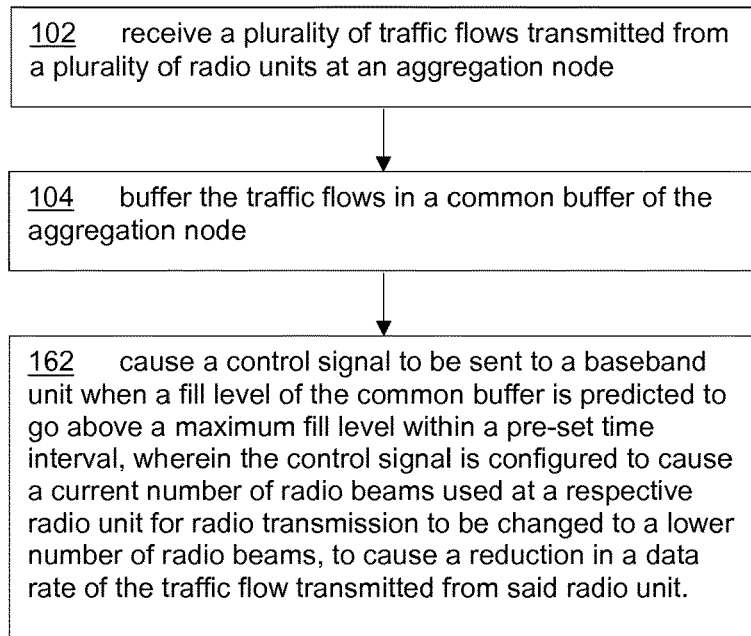 102 receive a plurality of traffic flows transmitted from
a plurality of radio units at an aggregation node
104 buffer the traffic flows in a common buffer of the
aggregation node
162 cause a control signal to be sent to a baseband
unit when a fill level of the common buffer is predicted to
go above a maximum fill level within a pre-set time
interval, wherein the control signal is configured to cause
a current number of radio beams used at a respective
radio unit for radio transmission to be changed to a lower
number of radio beams, to cause a reduction in a data
rate of the traffic flow transmitted from said radio unit.